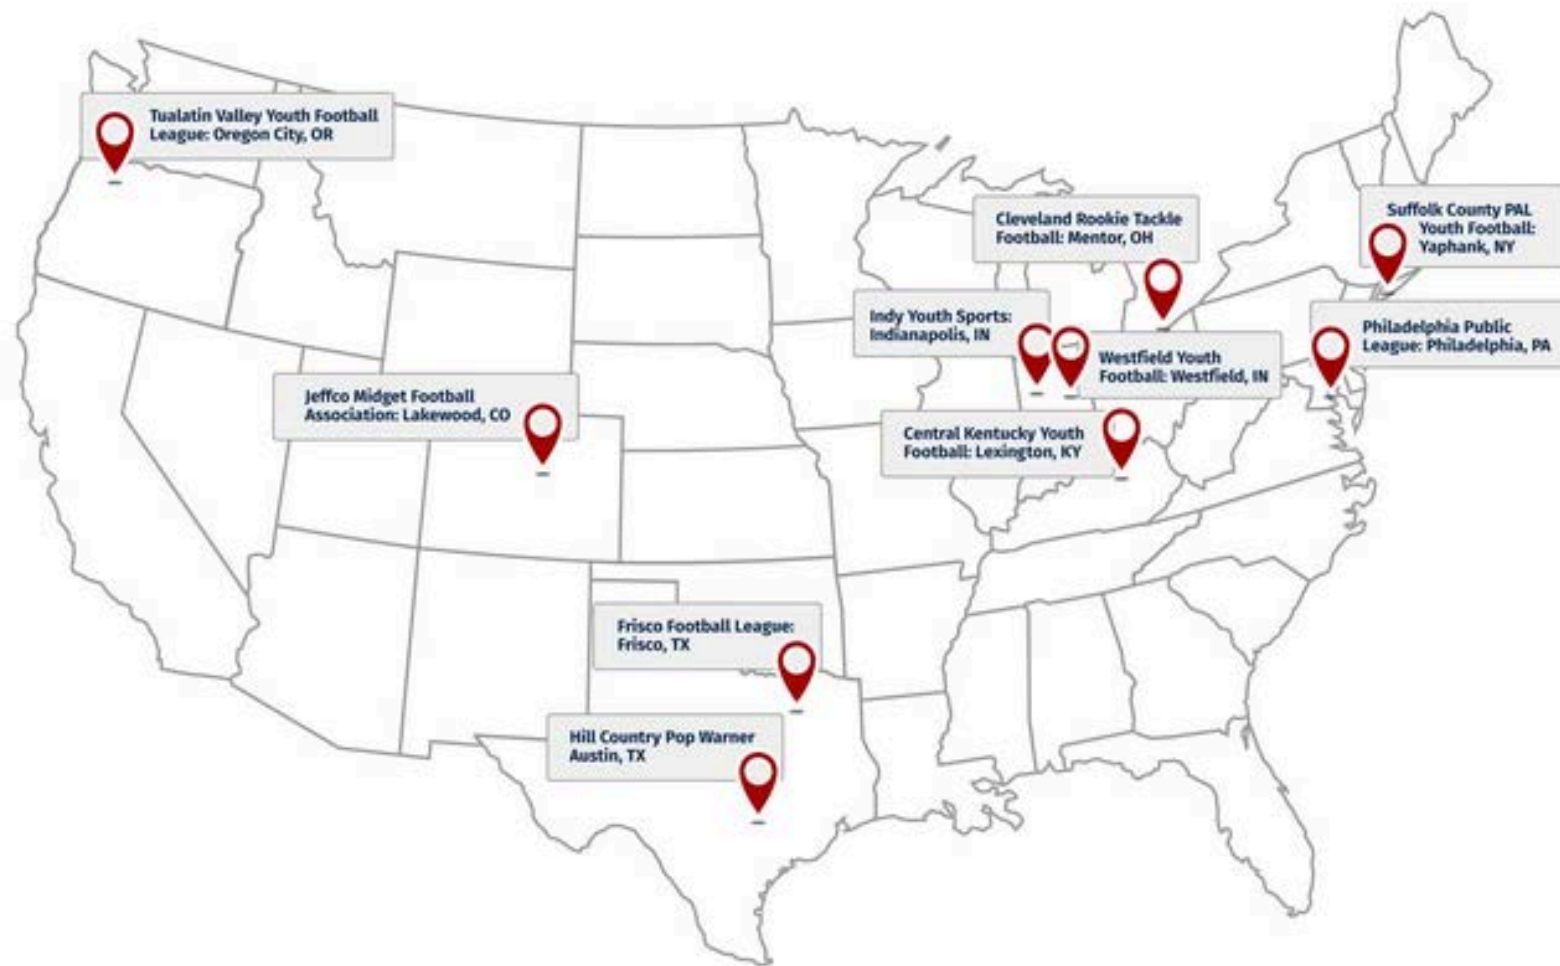 Tualatin Valley Youth Football
League: Oregon City, OR
Cleveland Rookie Tackle
Football: Mentor, OH
Suffolk County PAL
Youth Football:
Yaphank, NY
Indy Youth Sports:
Indianapolis, IN
Philadelphia Public
League: Philadelphia, PA
Westfield Youth
Football: Westfield, IN
Jeffco Midget Football
Association: Lakewood, CO
Central Kentucky Youth
Football: Lexington, KY
Frisco Football League:
Frisco, TX
Hill Country Pop Warner
Austin, TX